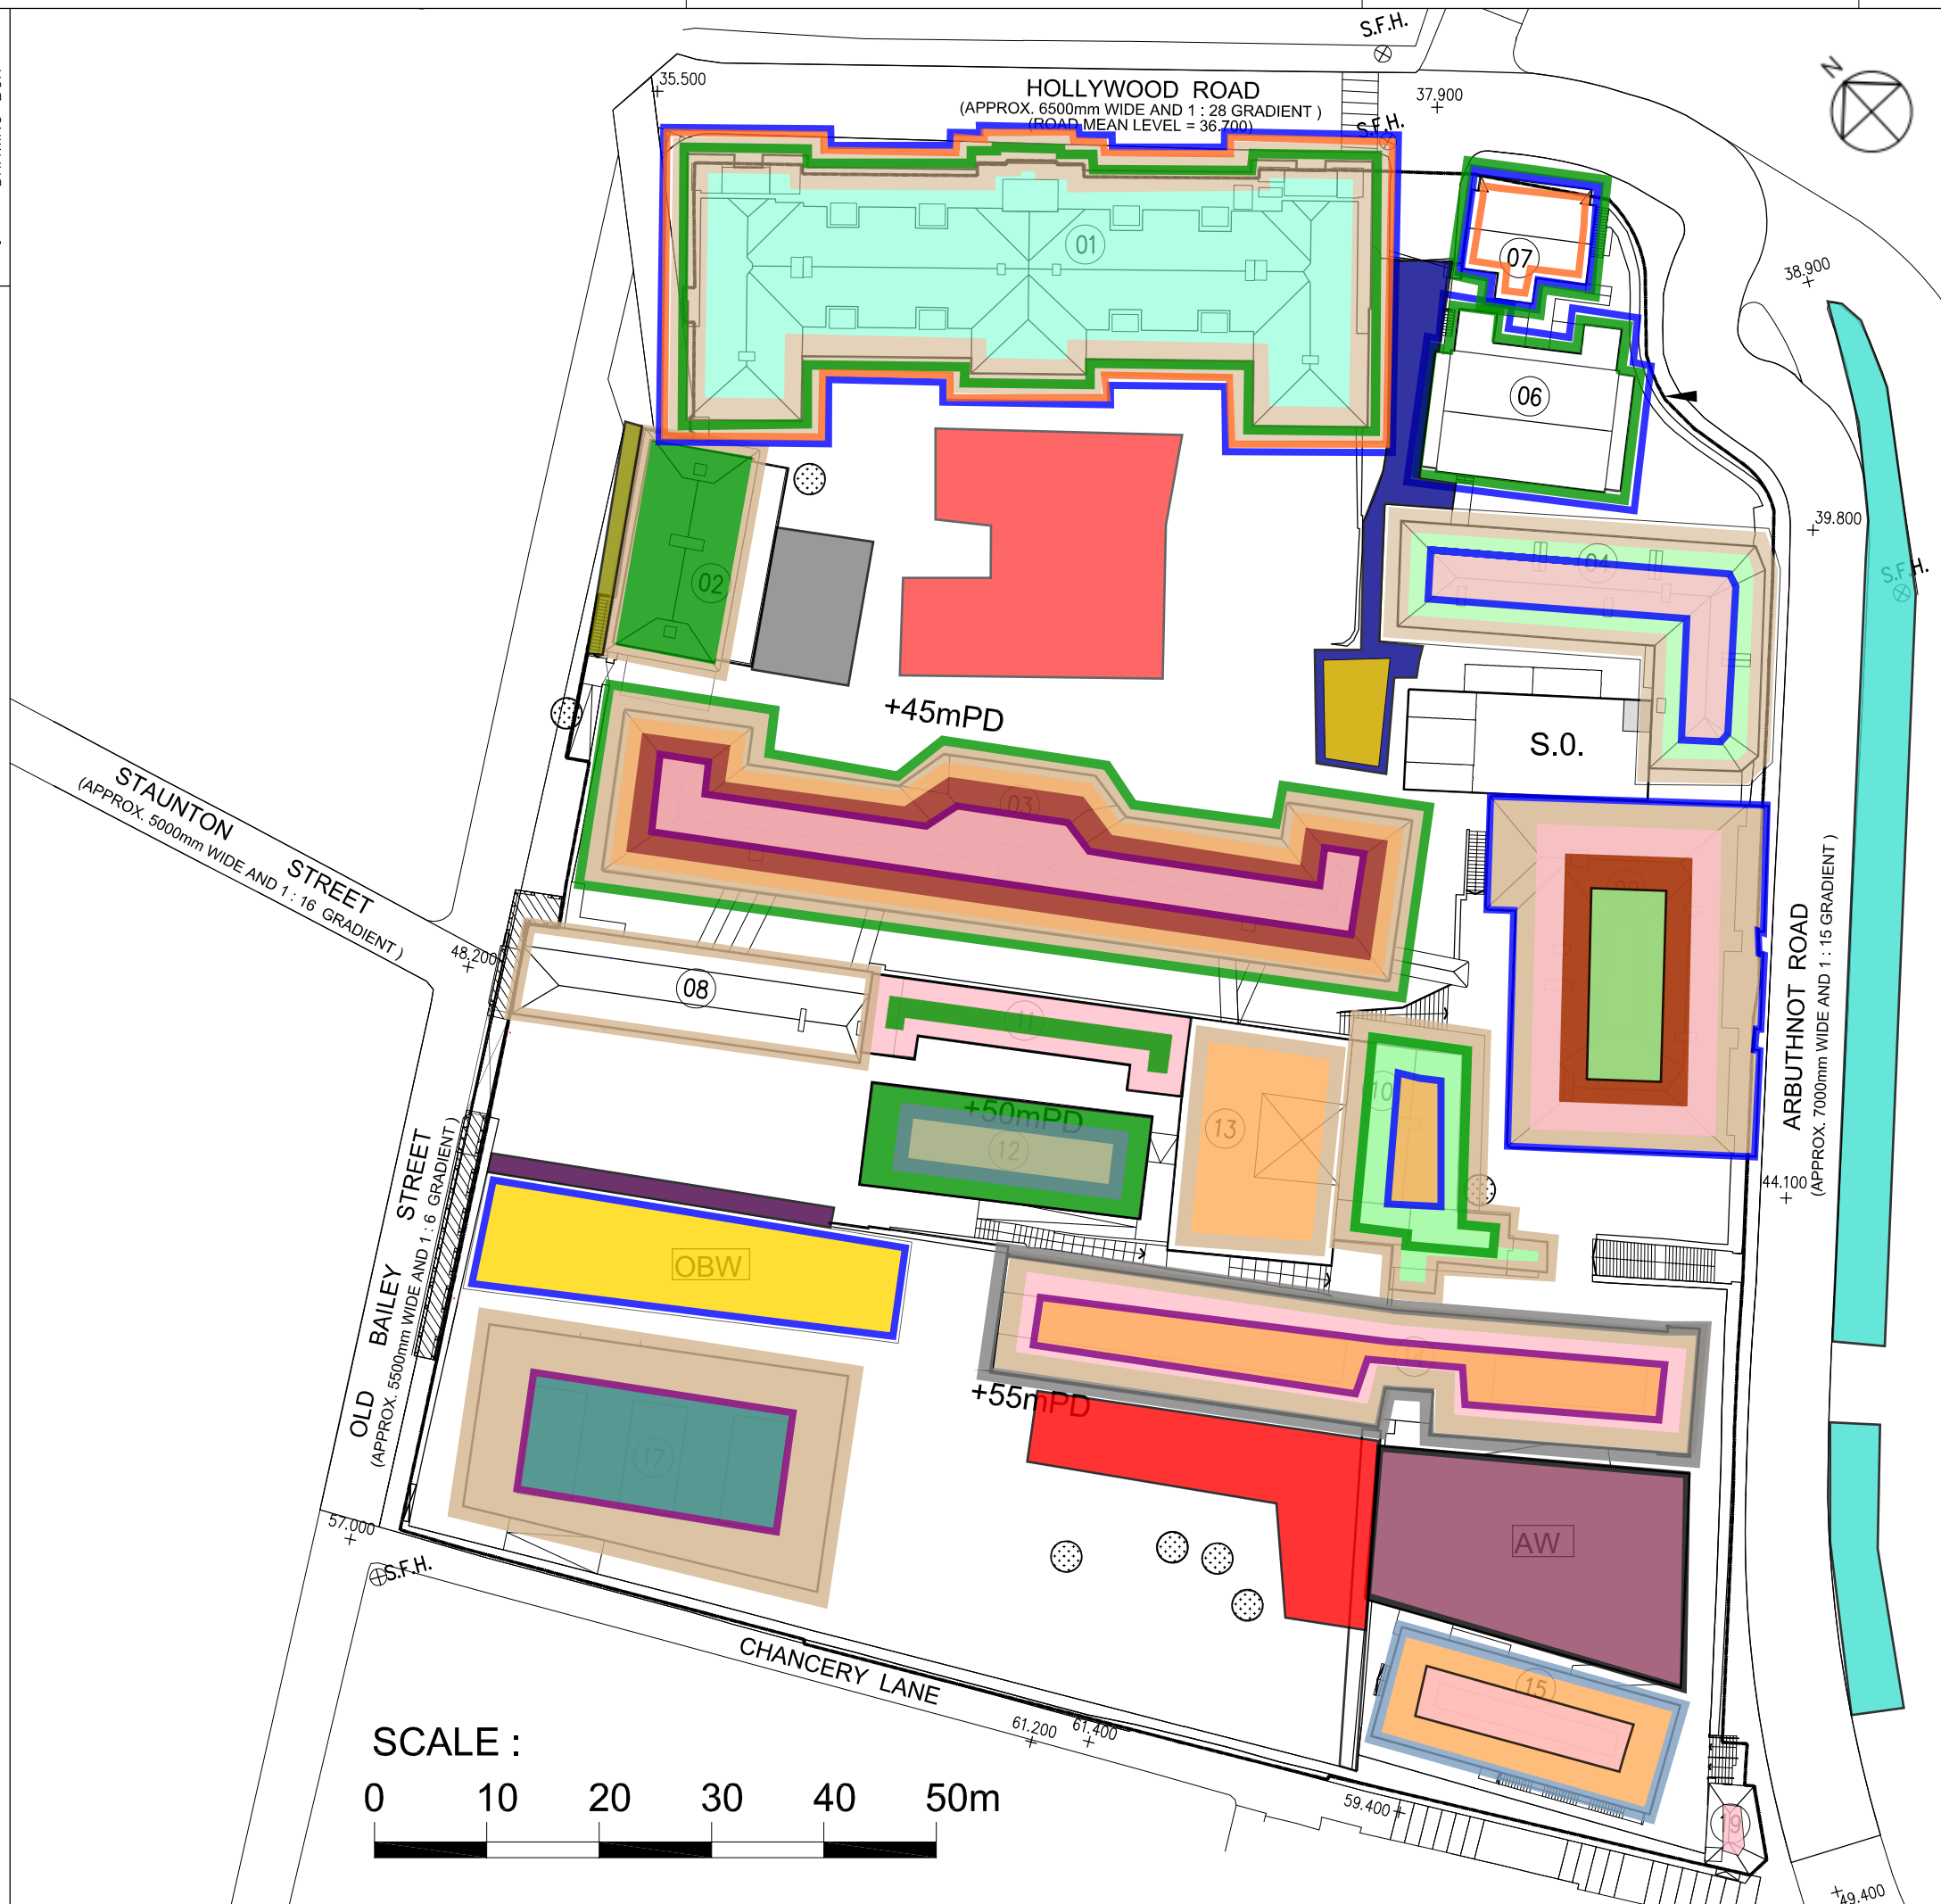 S.F.H.
35.500
HOLLYWOOD ROAD
(APPROX. 6500mm WIDE AND 1 : 28 GRADIENT )
(ROAD MEAN LEVEL = 36.700)
37.900
S.F.H.
N
01
07
38.900
06
39.800
02
04
S.F.H.
+45mPD
S.O.
03
STAUNTON STREET
(APPROX. 5000mm WIDE AND 1 : 16 GRADIENT )
48.200
08
11
ARBUTHNOT ROAD
(APPROX. 7000mm WIDE AND 1 : 15 GRADIENT )
10
+50mPD
13
12
44.100
OBW
OLD BAILEY STREET
(APPROX. 5500mm WIDE AND 1 : 6 GRADIENT )
14
+55mPD
17
57.000
S.F.H.
AW
CHANCERY LANE
15
61.200
61.400
59.400
19
49.400
SCALE :
0 10 20 30 40 50m